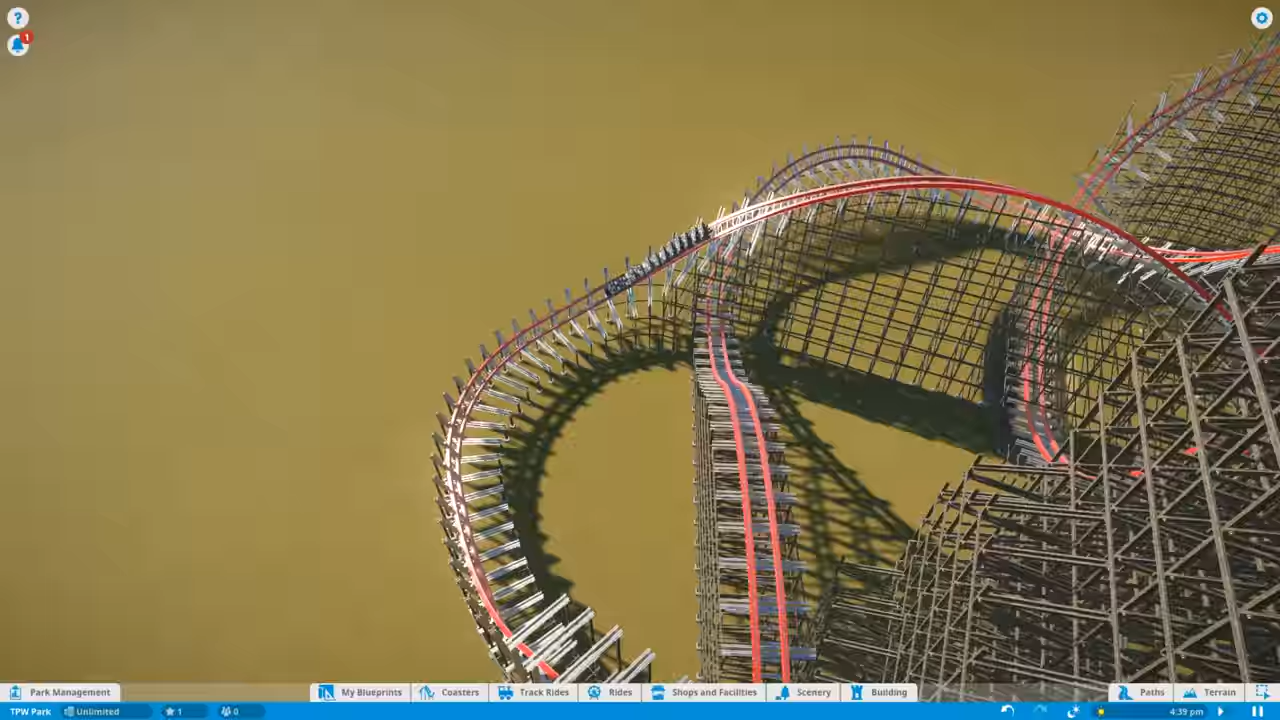 ?
1
Park Management
My Blueprints
Coasters
Track Rides
Rides
Shops and Facilities
Scenery
Building
Paths
Terrain
TPW Park
Unlimited
1
0
4:39 pm